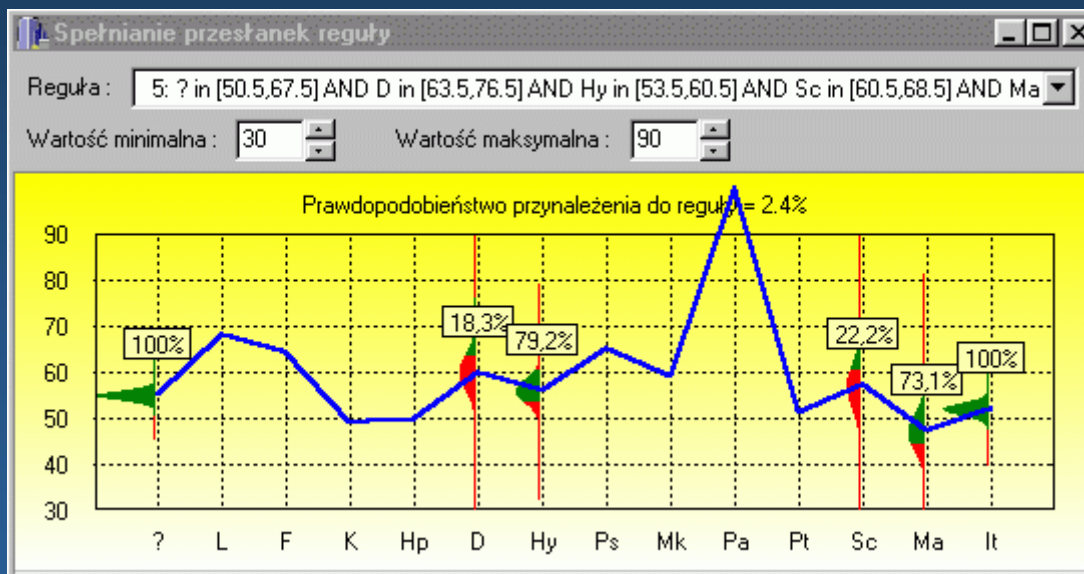 Spełnianie przesłanek reguły
Reguła : 5: ? in [50.5,67.5] AND D in [63.5,76.5] AND Hy in [53.5,60.5] AND Sc in [60.5,68.5] AND Ma
Wartość minimalna : 30 Wartość maksymalna : 90
Prawdopodobieństwo przynależenia do reguły = 2.4%
90
80
70
60
50
40
30
100% 18,3% 79,2% 22,2% 73,1% 100%
? L F K Hp D Hy Ps Mk Pa Pt Sc Ma It